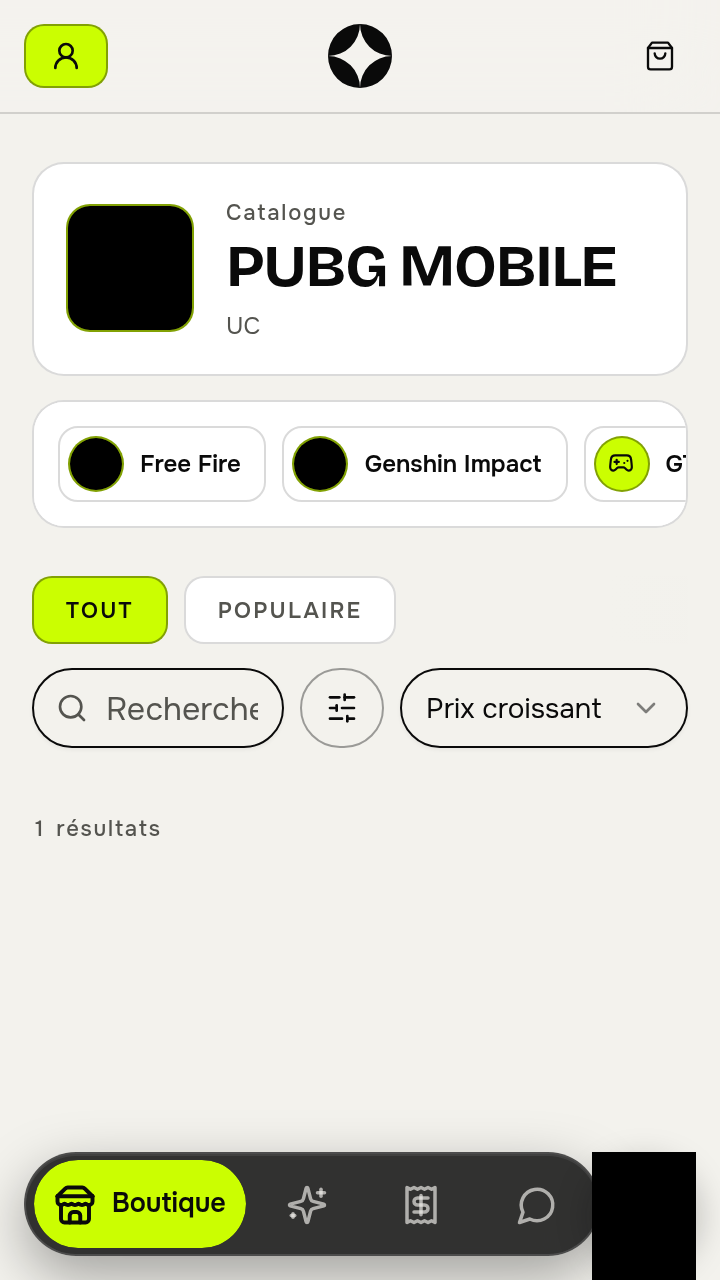 Catalogue
PUBG MOBILE
UC
Free Fire
Genshin Impact
TOUT
POPULAIRE
Recherche
Prix croissant
1 résultats
Boutique